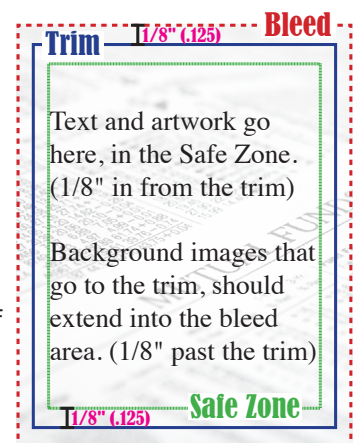 Bleed
Trim
1/8" (.125)
Text and artwork go
here, in the Safe Zone.
(1/8" in from the trim)
MUTUAL FUND
Background images that
go to the trim, should
extend into the bleed
area. (1/8" past the trim)
Safe Zone
1/8" (.125)